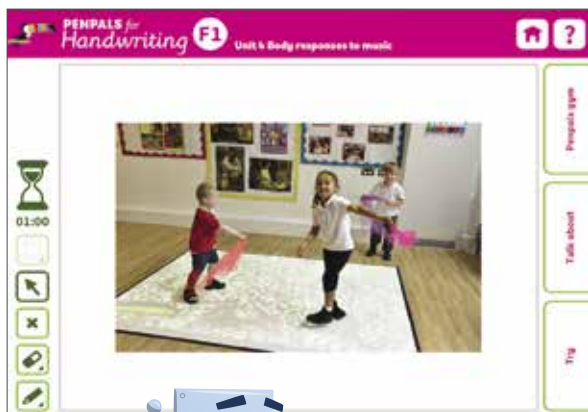 PENPALS for
Handwriting
F1
Unit 4 Body responses to music
?
Penpals gym
01:00
Talk about
Try